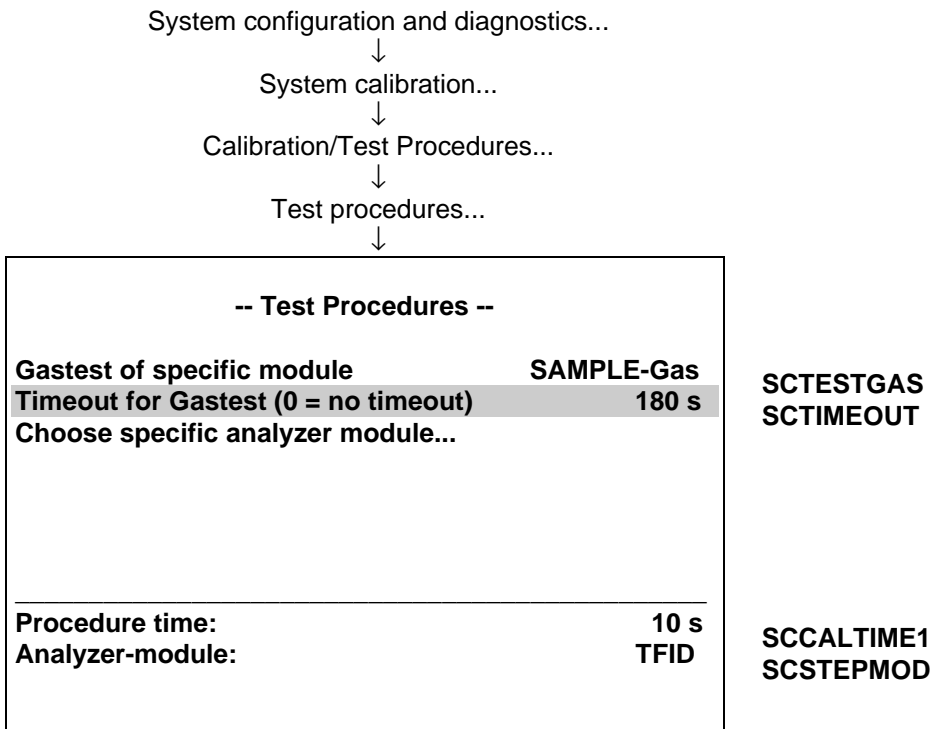 System configuration and diagnostics...
↓
System calibration...
↓
Calibration/Test Procedures...
↓
Test procedures...
↓
-- Test Procedures --
Gastest of specific module SAMPLE-Gas SCTESTGAS
Timeout for Gastest (0 = no timeout) 180 s SCTIMEOUT
Choose specific analyzer module...
Procedure time: 10 s SCCALTIME1
Analyzer-module: TFID SCSTEPMOD